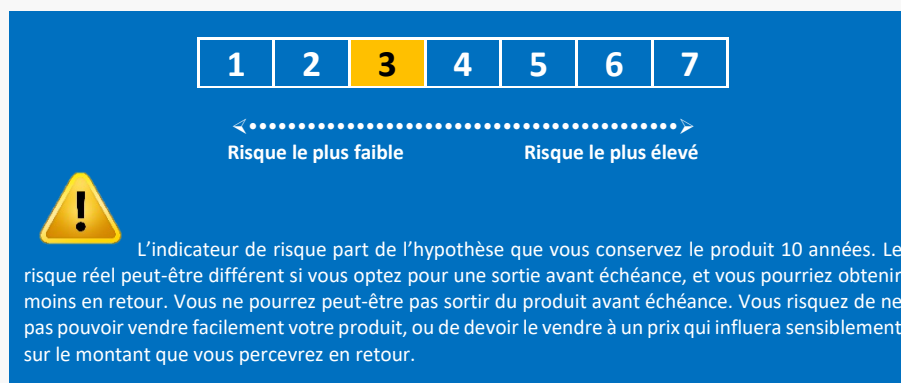 1 2 3 4 5 6 7
Risque le plus faible Risque le plus élevé
!
L’indicateur de risque part de l’hypothèse que vous conservez le produit 10 années. Le
risque réel peut-être différent si vous optez pour une sortie avant échéance, et vous pourriez obtenir
moins en retour. Vous ne pourrez peut-être pas sortir du produit avant échéance. Vous risquez de ne
pas pouvoir vendre facilement votre produit, ou de devoir le vendre à un prix qui influera sensiblement
sur le montant que vous percevrez en retour.